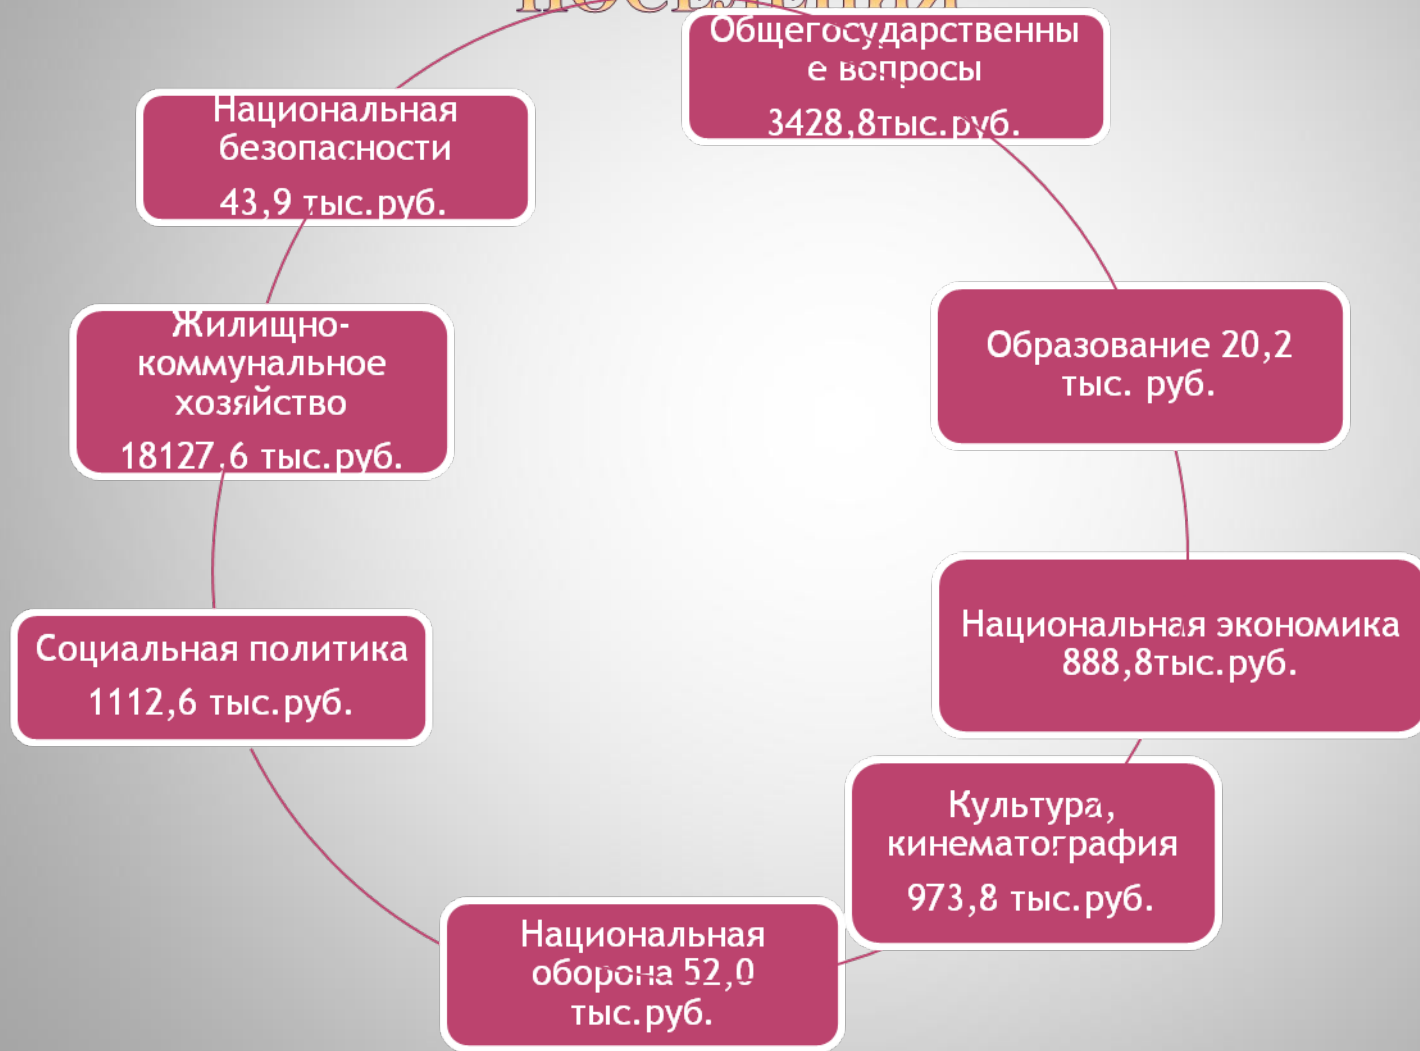 Общегосударственны
е вопросы
3428,8тыс.руб.
Национальная
безопасности
43,9 тыс.руб.
Образование 20,2
тыс. руб.
Жилищно-
коммунальное
хозяйство
18127,6 тыс.руб.
Национальная экономика
888,8тыс.руб.
Социальная политика
1112,6 тыс.руб.
Культура,
кинематография
973,8 тыс.руб.
Национальная
оборона 52,0
тыс.руб.